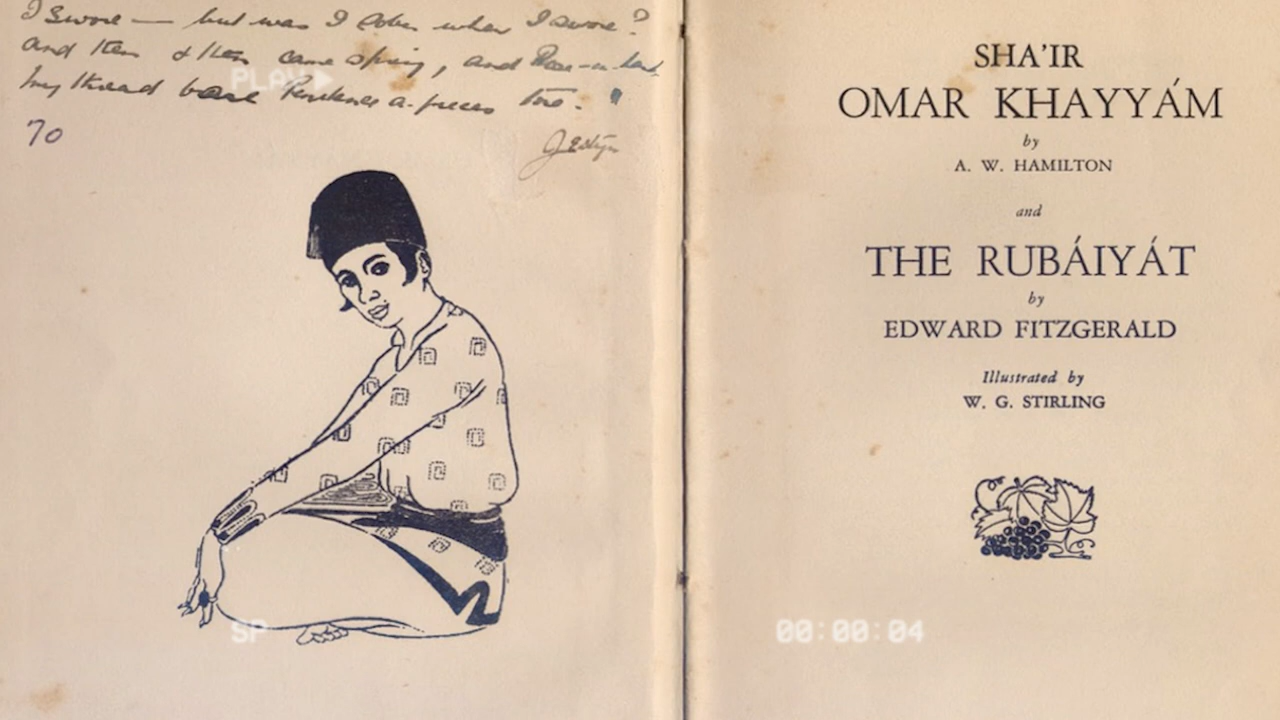 I swore — but was I sober when I swore?
and then & then came spring, and Rose-in-hand
my thread bare Penitence a-pieces tore.
70
PLAY
SP
SHA'IR
OMAR KHAYYÁM
by
A. W. HAMILTON
and
THE RUBÁIYÁT
by
EDWARD FITZGERALD
Illustrated by
W. G. STIRLING
00:00:04